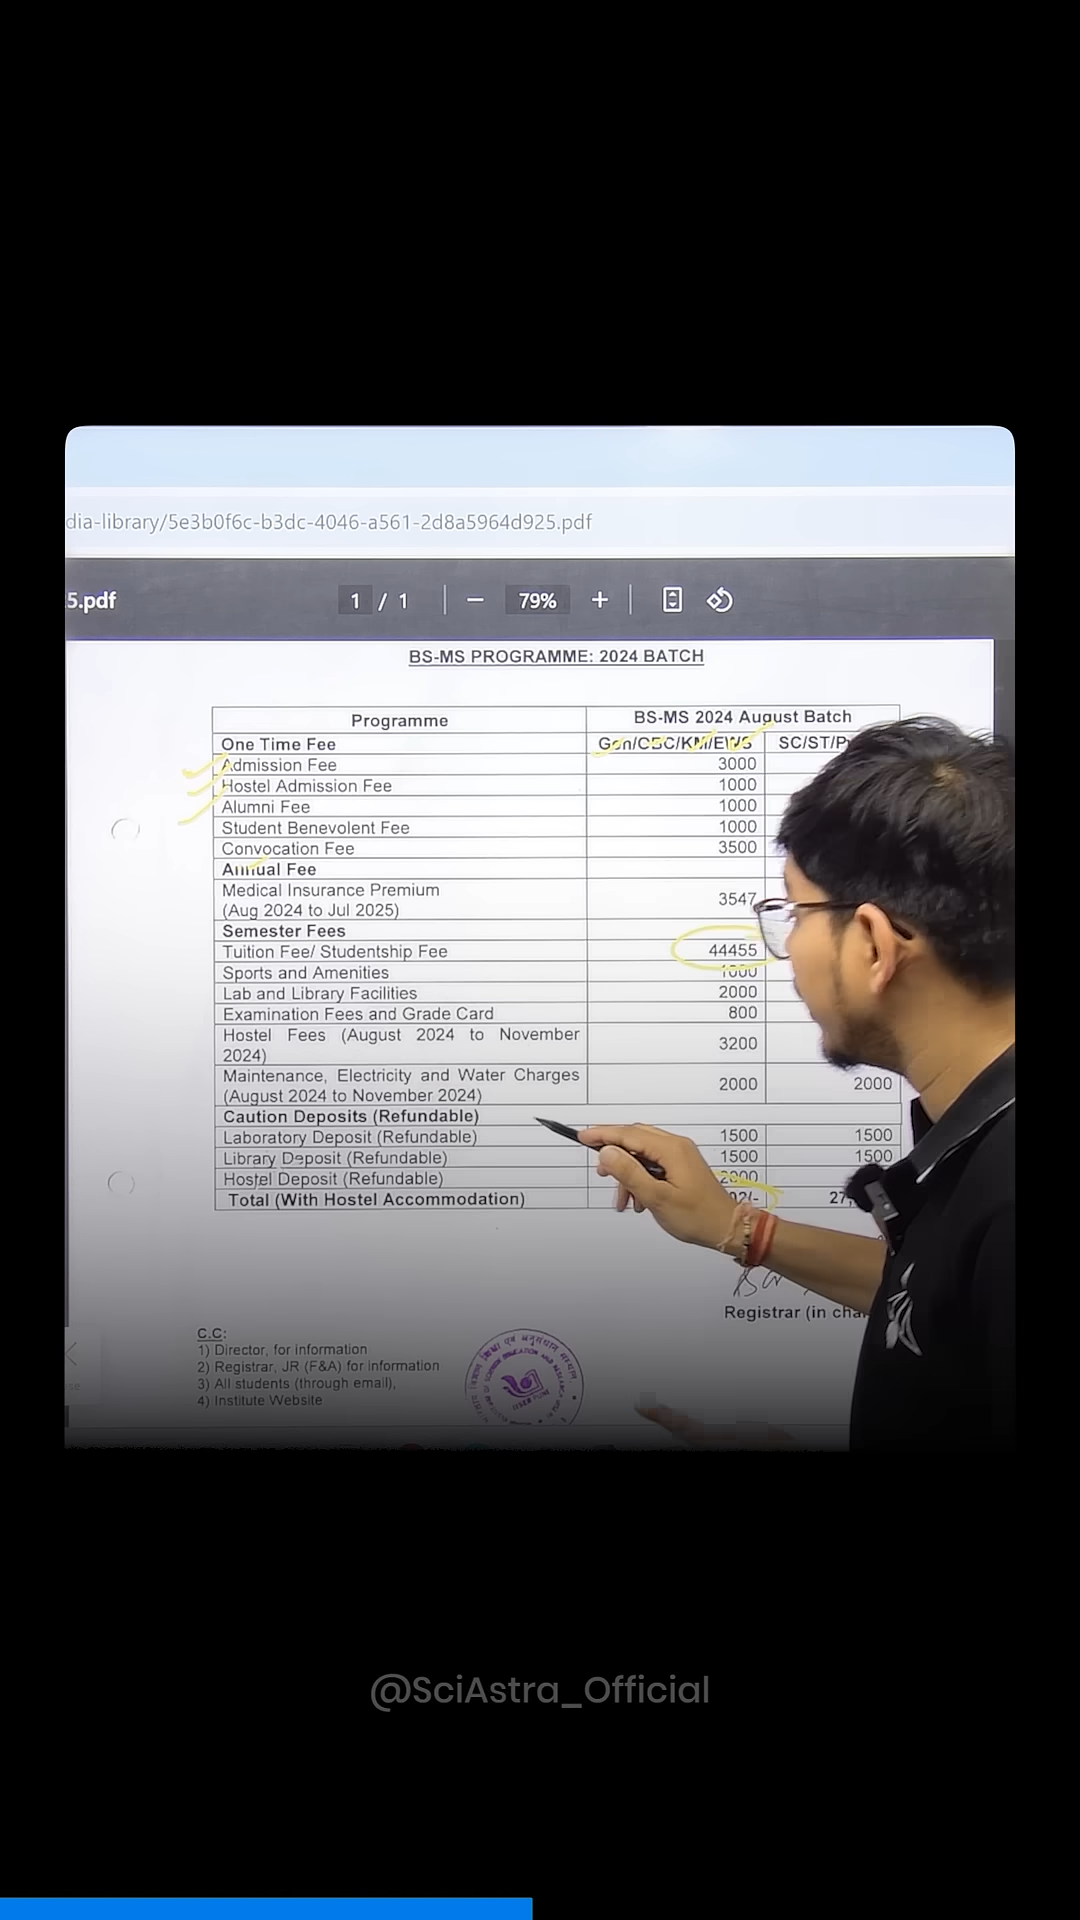 dia-library/5e3b0f6c-b3dc-4046-a561-2d8a5964d925.pdf
5.pdf
1 / 1
79%
BS-MS PROGRAMME: 2024 BATCH
Programme BS-MS 2024 August Batch
One Time Fee Gen/OBC/KM/EWS SC/ST/P
Admission Fee 3000
Hostel Admission Fee 1000
Alumni Fee 1000
Student Benevolent Fee 1000
Convocation Fee 3500
Annual Fee
Medical Insurance Premium
(Aug 2024 to Jul 2025) 3547
Semester Fees
Tuition Fee/ Studentship Fee 44455
Sports and Amenities 1000
Lab and Library Facilities 2000
Examination Fees and Grade Card 800
Hostel Fees (August 2024 to November
2024) 3200
Maintenance, Electricity and Water Charges
(August 2024 to November 2024) 2000 2000
Caution Deposits (Refundable)
Laboratory Deposit (Refundable) 1500 1500
Library Deposit (Refundable) 1500 1500
Hostel Deposit (Refundable)
Total (With Hostel Accommodation) 02/- 27,
Registrar (in cha
C.C:
1) Director, for information
2) Registrar, JR (F&A) for information
3) All students (through email),
4) Institute Website
@SciAstra_Official